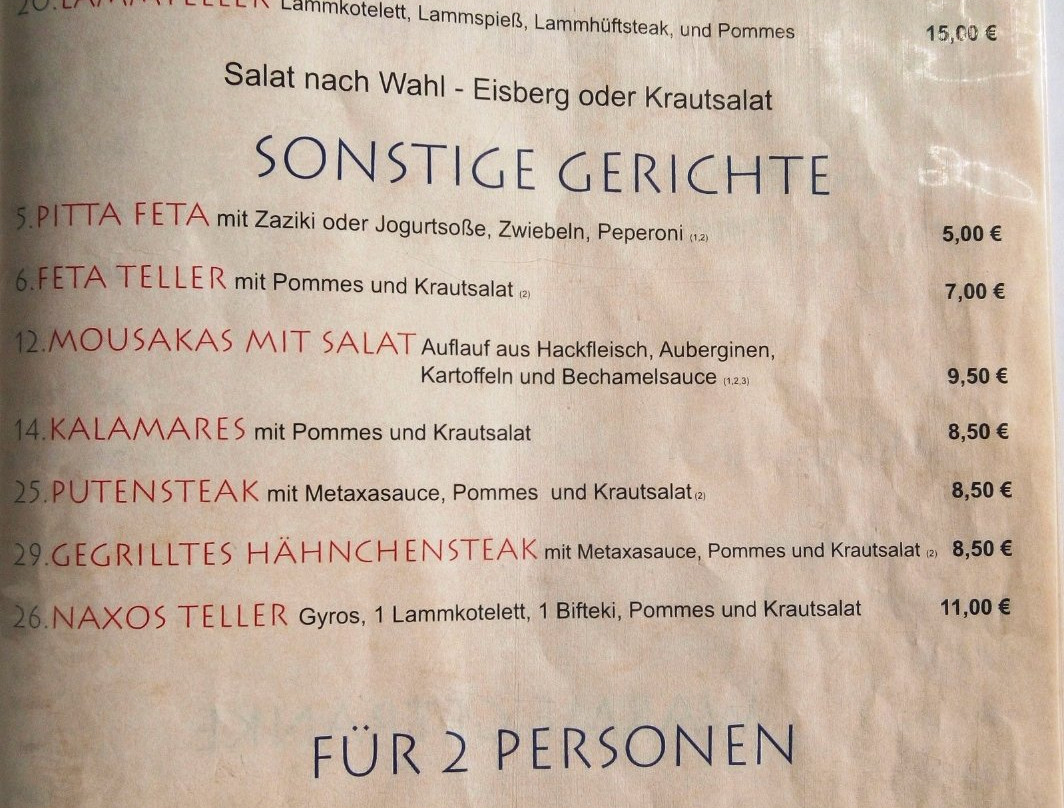 20. LAMMTELLER Lammkotelett, Lammspieß, Lammhüftsteak, und Pommes 15,00 €
Salat nach Wahl - Eisberg oder Krautsalat
SONSTIGE GERICHTE
5. PITTA FETA mit Zaziki oder Jogurtsoße, Zwiebeln, Peperoni (1,2) 5,00 €
6. FETA TELLER mit Pommes und Krautsalat (2) 7,00 €
12. MOUSAKAS MIT SALAT Auflauf aus Hackfleisch, Auberginen,
Kartoffeln und Bechamelsauce (1,2,3) 9,50 €
14. KALAMARES mit Pommes und Krautsalat 8,50 €
25. PUTENSTEAK mit Metaxasauce, Pommes und Krautsalat (2) 8,50 €
29. GEGRILLTES HÄHNCHENSTEAK mit Metaxasauce, Pommes und Krautsalat (2) 8,50 €
26. NAXOS TELLER Gyros, 1 Lammkotelett, 1 Bifteki, Pommes und Krautsalat 11,00 €
FÜR 2 PERSONEN